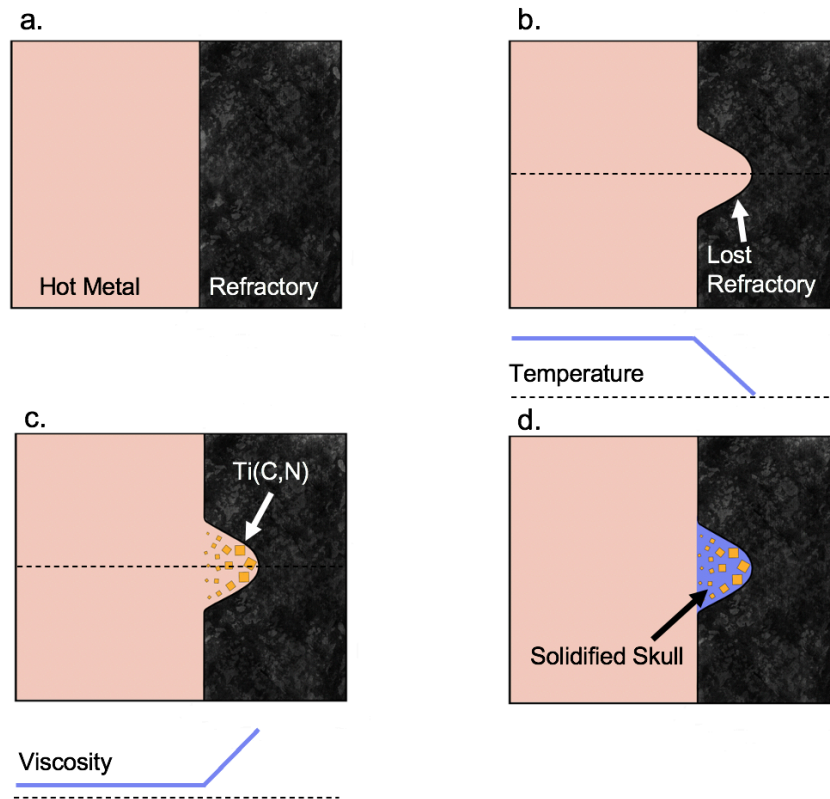 a.
Hot Metal
Refractory
b.
Lost
Refractory
Temperature
c.
Ti(C,N)
Viscosity
d.
Solidified Skull